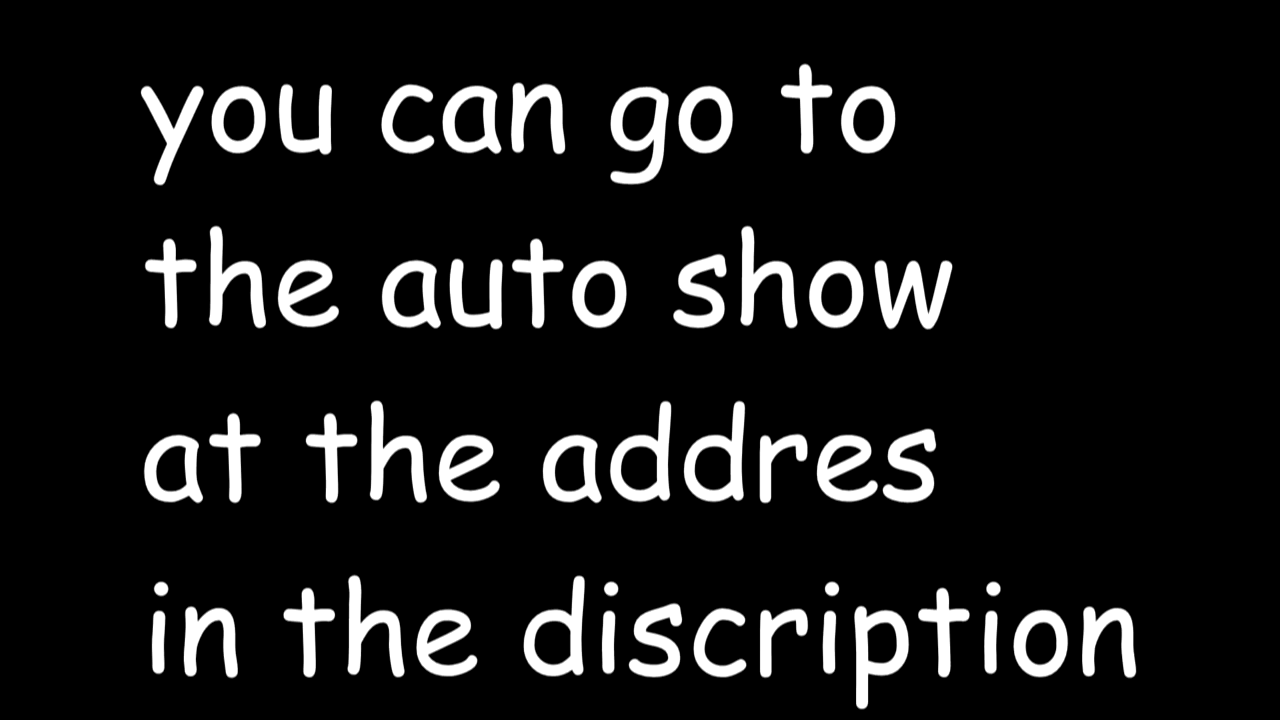 you can go to
the auto show
at the addres
in the discription